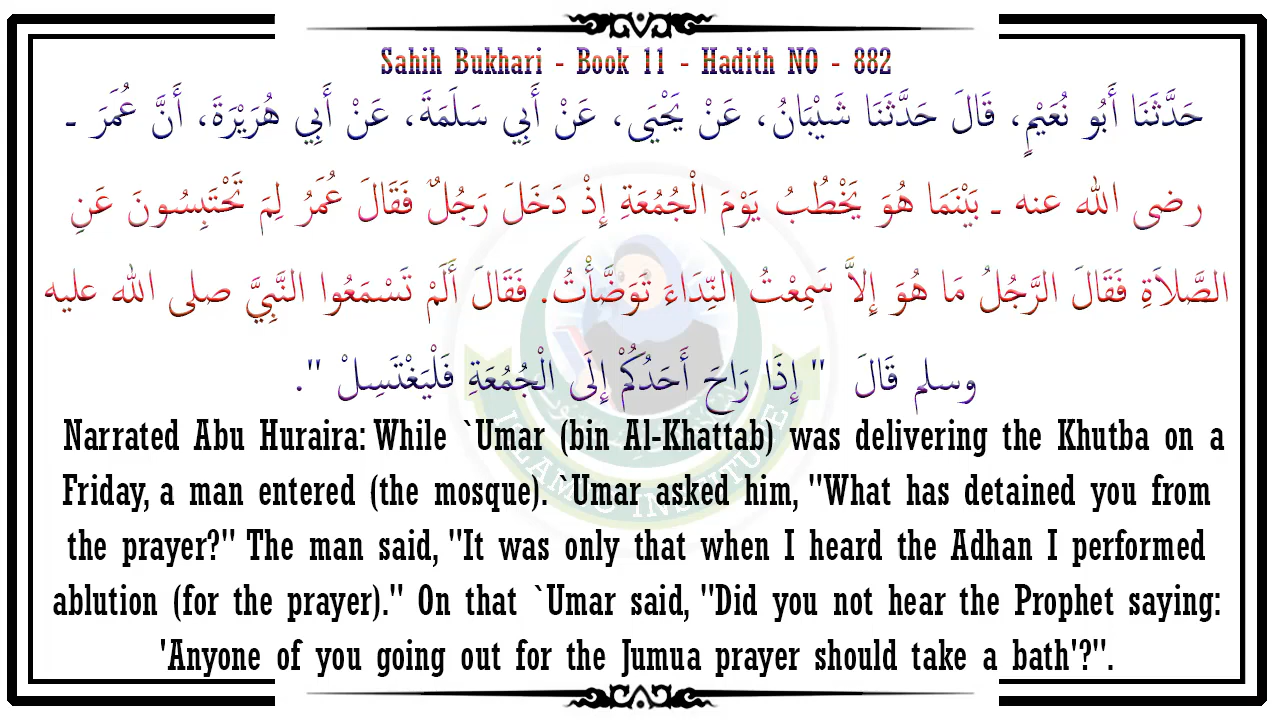 Sahih Bukhari - Book 11 - Hadith NO - 882
حَدَّثَنَا أَبُو نُعَيْمٍ، قَالَ حَدَّثَنَا شَيْبَانُ، عَنْ يَحْيَى، عَنْ أَبِي سَلَمَةَ، عَنْ أَبِي هُرَيْرَةَ، أَنَّ عُمَرَ ـ
رضى الله عنه ـ بَيْنَمَا هُوَ يَخْطُبُ يَوْمَ الْجُمُعَةِ إِذْ دَخَلَ رَجُلٌ فَقَالَ عُمَرُ لِمَ تَحْتَبِسُونَ عَنِ
الصَّلاَةِ فَقَالَ الرَّجُلُ مَا هُوَ إِلاَّ سَمِعْتُ النِّدَاءَ تَوَضَّأْتُ. فَقَالَ أَلَمْ تَسْمَعُوا النَّبِيَّ صلى الله عليه
وسلم قَالَ " إِذَا رَاحَ أَحَدُكُمْ إِلَى الْجُمُعَةِ فَلْيَغْتَسِلْ ".
Narrated Abu Huraira: While `Umar (bin Al-Khattab) was delivering the Khutba on a
Friday, a man entered (the mosque). `Umar asked him, "What has detained you from
the prayer?" The man said, "It was only that when I heard the Adhan I performed
ablution (for the prayer)." On that `Umar said, "Did you not hear the Prophet saying:
'Anyone of you going out for the Jumua prayer should take a bath'?".